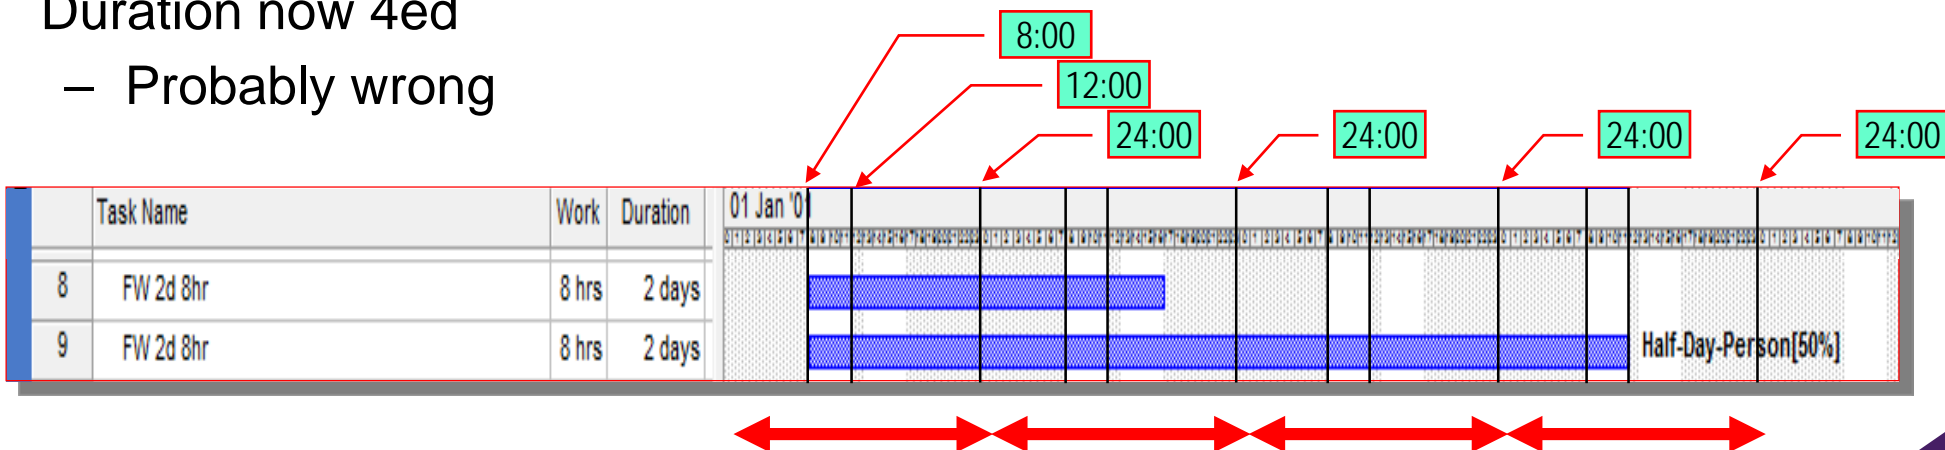 Duration now 4ed
– Probably wrong
8:00
12:00
24:00 24:00 24:00 24:00
Task Name Work Duration 01 Jan '01
8 FW 2d 8hr 8 hrs 2 days
9 FW 2d 8hr 8 hrs 2 days Half-Day-Person[50%]